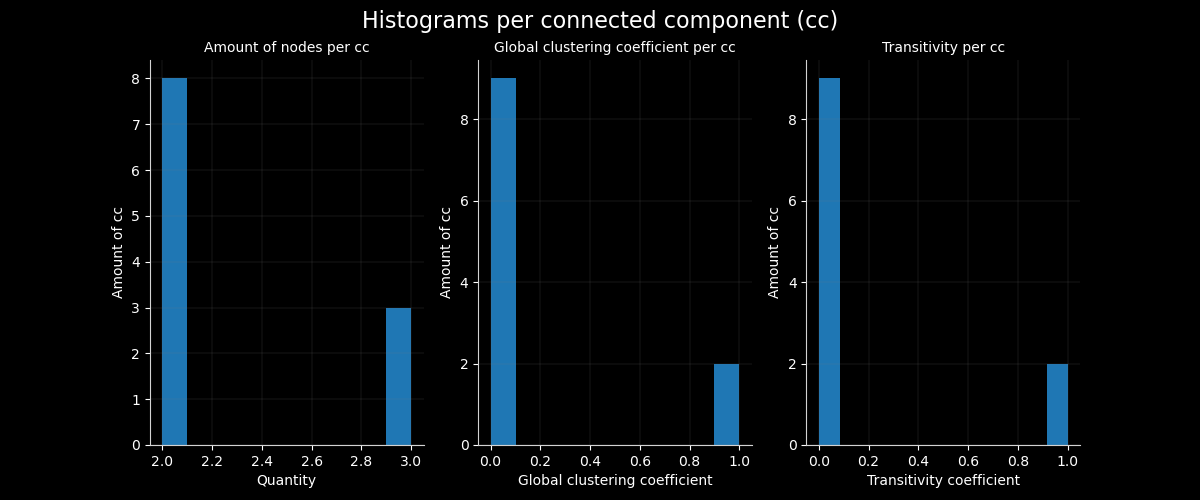 Histograms per connected component (cc)
Amount of nodes per cc
Global clustering coefficient per cc
Transitivity per cc
Amount of cc
8
7
6
5
4
3
2
1
0
2.0 2.2 2.4 2.6 2.8 3.0
Quantity
Amount of cc
8
6
4
2
0
0.0 0.2 0.4 0.6 0.8 1.0
Global clustering coefficient
Amount of cc
8
6
4
2
0
0.0 0.2 0.4 0.6 0.8 1.0
Transitivity coefficient